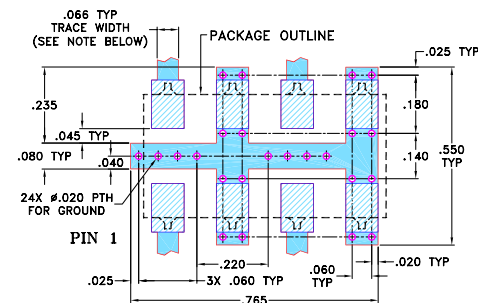 .066 TYP
TRACE WIDTH
(SEE NOTE BELOW)
PACKAGE OUTLINE
.025 TYP
.235
.180
.045 TYP
.550
TYP
.080 TYP
.040
.140
24X ø.020 PTH
FOR GROUND
PIN 1
.220
.020 TYP
.025
3X .060 TYP
.060
TYP
.765